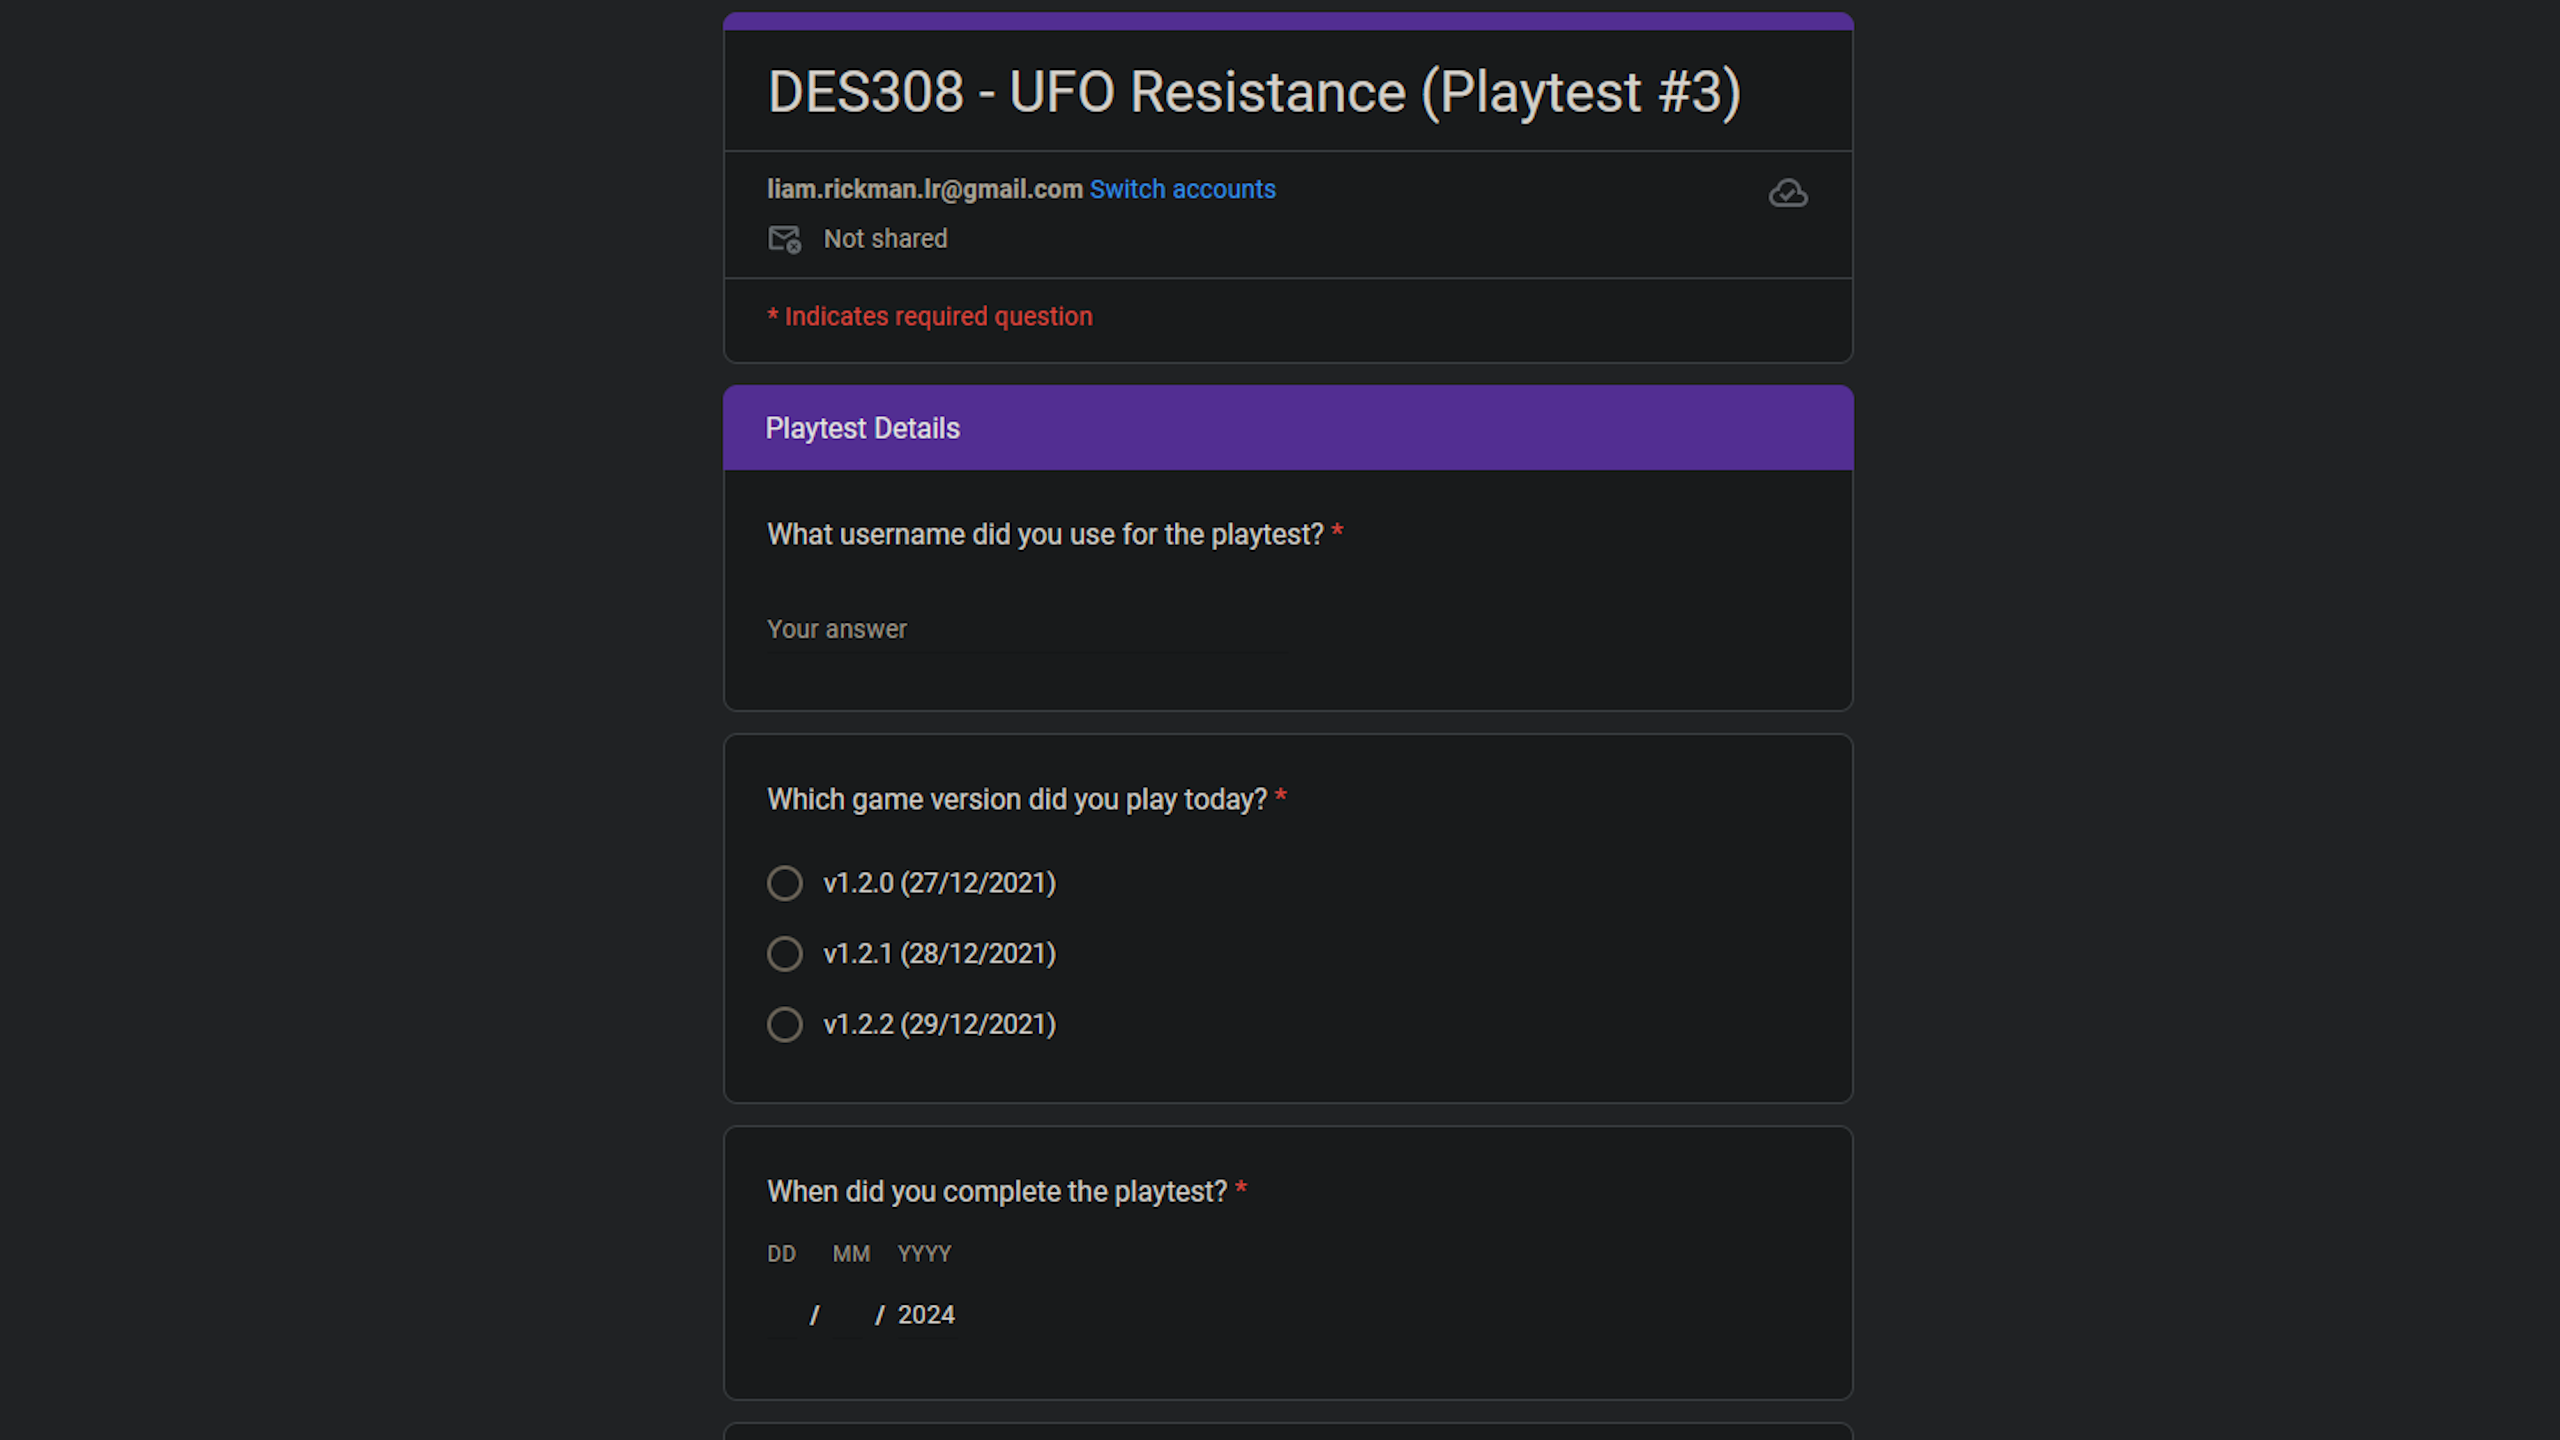 DES308 - UFO Resistance (Playtest #3)
liam.rickman.lr@gmail.com Switch accounts
Not shared
* Indicates required question
Playtest Details
What username did you use for the playtest? *
Your answer
Which game version did you play today? *
v1.2.0 (27/12/2021)
v1.2.1 (28/12/2021)
v1.2.2 (29/12/2021)
When did you complete the playtest? *
DD MM YYYY
/ / 2024